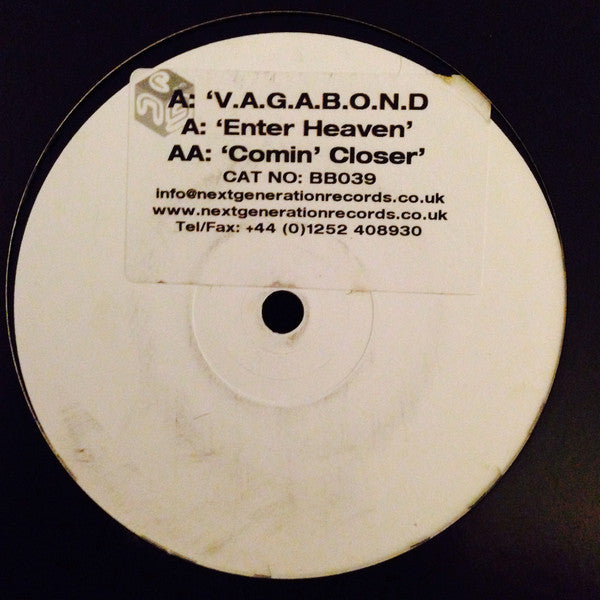 A: ‘V.A.G.A.B.O.N.D
A: ‘Enter Heaven’
AA: ‘Comin’ Closer’
CAT NO: BB039
info@nextgenerationrecords.co.uk
www.nextgenerationrecords.co.uk
Tel/Fax: +44 (0)1252 408930